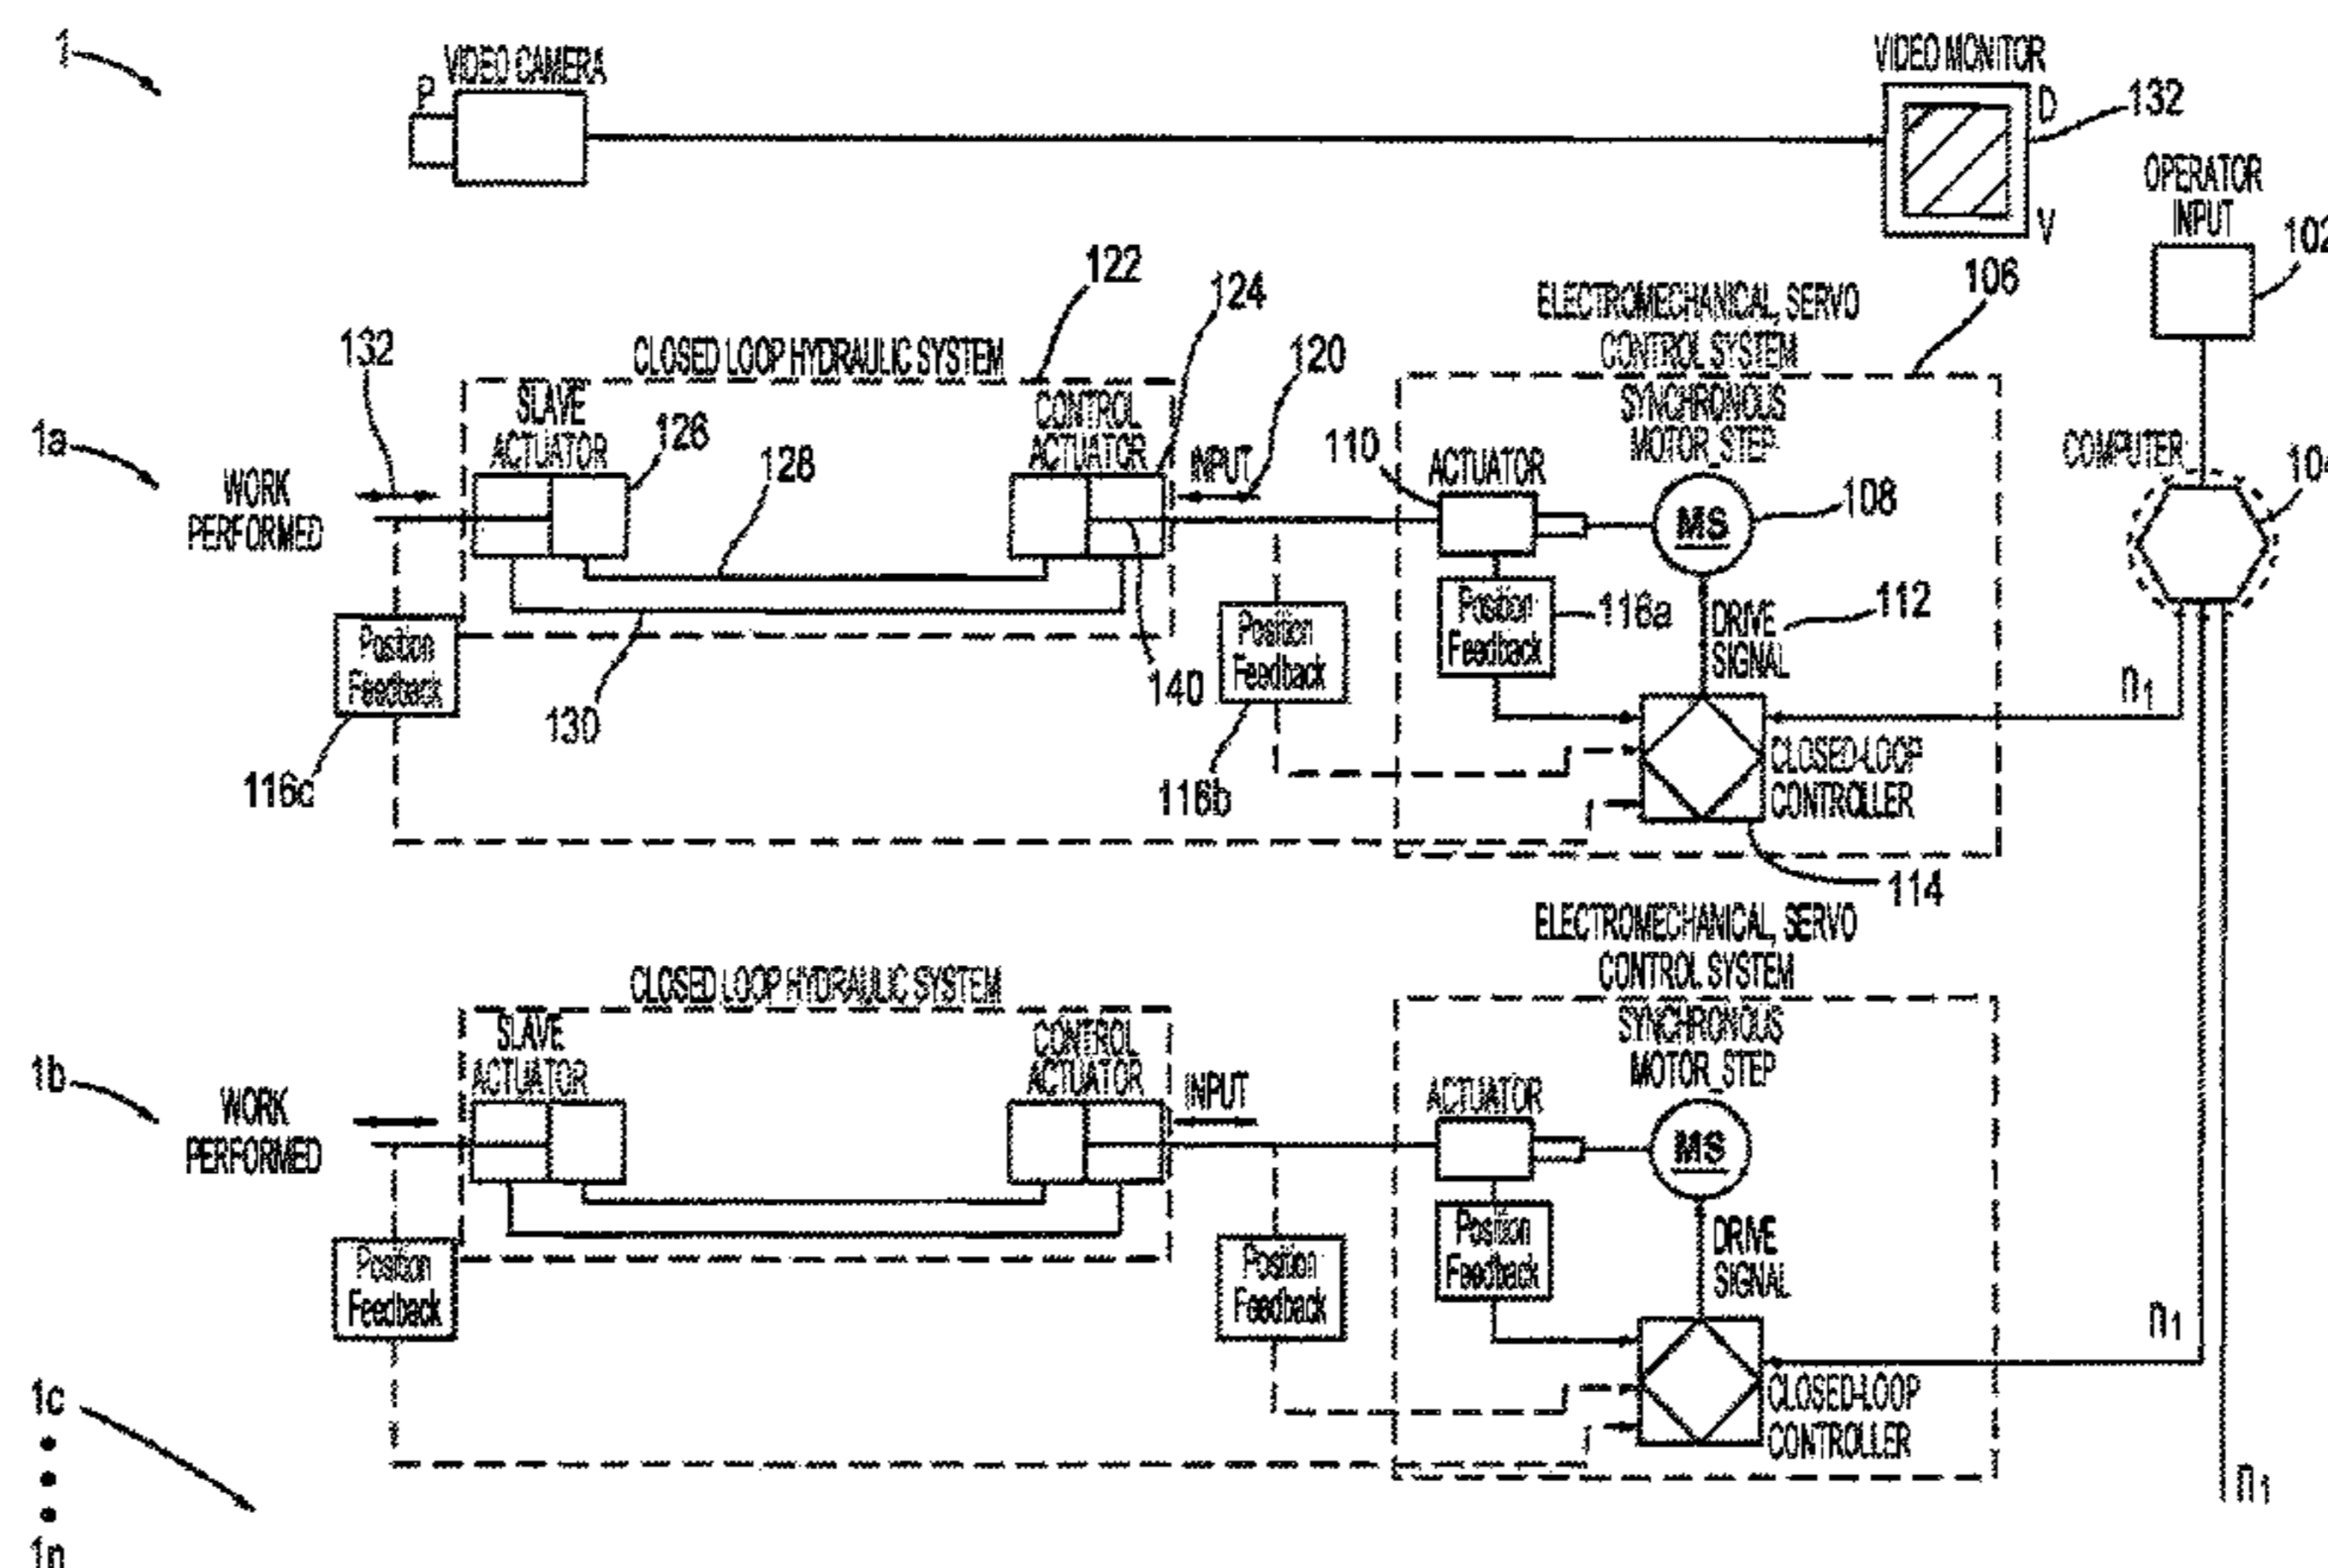 1
P
VIDEO CAMERA
VIDEO MONITOR
D
132
V
OPERATOR
INPUT
102
122
124
106
ELECTROMECHANICAL, SERVO
CONTROL SYSTEM
132
CLOSED LOOP HYDRAULIC SYSTEM
120
1a
WORK
PERFORMED
SLAVE
ACTUATOR
126
128
CONTROL
ACTUATOR
INPUT
110
ACTUATOR
SYNCHRONOUS
MOTOR_STEP
MS
108
COMPUTER
104
Position
Feedback
116c
130
140
Position
Feedback
116b
Position
Feedback
116a
DRIVE
SIGNAL
112
n1
CLOSED-LOOP
CONTROLLER
114
ELECTROMECHANICAL, SERVO
CONTROL SYSTEM
CLOSED LOOP HYDRAULIC SYSTEM
1b
WORK
PERFORMED
SLAVE
ACTUATOR
CONTROL
ACTUATOR
INPUT
ACTUATOR
SYNCHRONOUS
MOTOR_STEP
MS
Position
Feedback
Position
Feedback
Position
Feedback
DRIVE
SIGNAL
n1
CLOSED-LOOP
CONTROLLER
1c
n1
1n